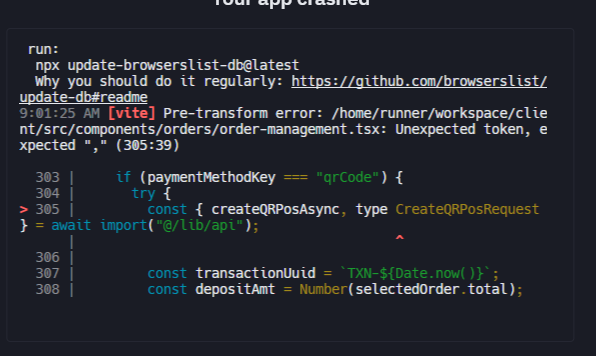 Your app crashed
run:
npx update-browserslist-db@latest
Why you should do it regularly: https://github.com/browserslist/
update-db#readme
9:01:25 AM [vite] Pre-transform error: /home/runner/workspace/clie
nt/src/components/orders/order-management.tsx: Unexpected token, e
xpected "," (305:39)
303 |     if (paymentMethodKey === "qrCode") {
304 |       try {
> 305 |         const { createQRPosAsync, type CreateQRPosRequest
} = await import("@/lib/api");
|                                        ^
306 |
307 |         const transactionUuid = `TXN-${Date.now()}`;
308 |         const depositAmt = Number(selectedOrder.total);